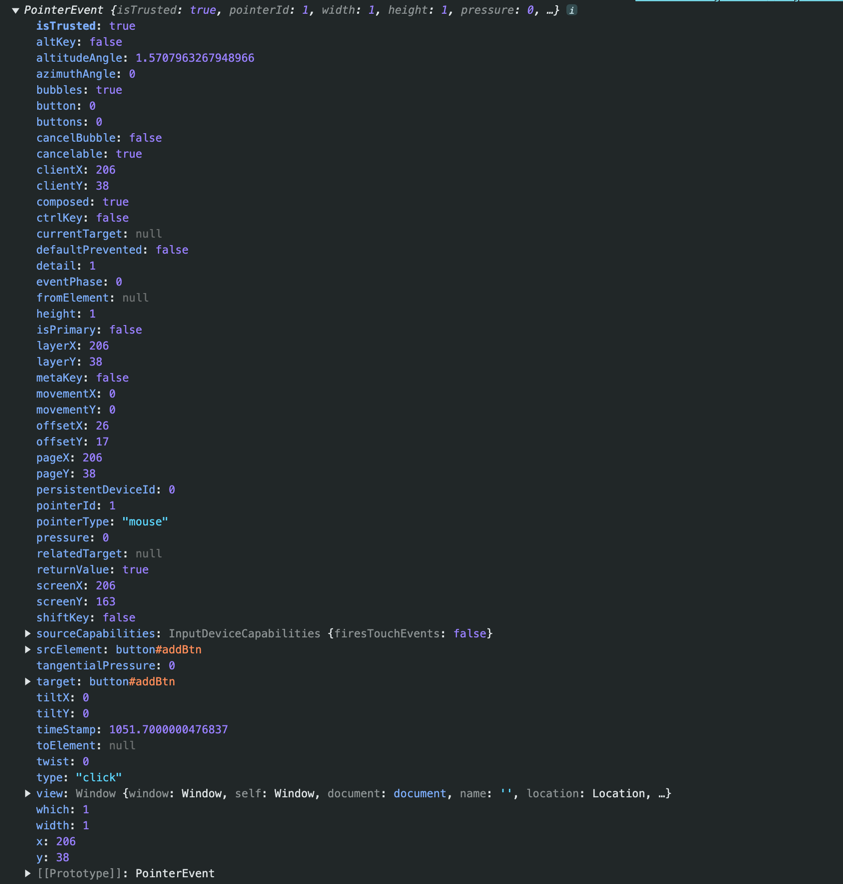 PointerEvent {isTrusted: true, pointerId: 1, width: 1, height: 1, pressure: 0, …} i
isTrusted: true
altKey: false
altitudeAngle: 1.5707963267948966
azimuthAngle: 0
bubbles: true
button: 0
buttons: 0
cancelBubble: false
cancelable: true
clientX: 206
clientY: 38
composed: true
ctrlKey: false
currentTarget: null
defaultPrevented: false
detail: 1
eventPhase: 0
fromElement: null
height: 1
isPrimary: false
layerX: 206
layerY: 38
metaKey: false
movementX: 0
movementY: 0
offsetX: 26
offsetY: 17
pageX: 206
pageY: 38
persistentDeviceId: 0
pointerId: 1
pointerType: "mouse"
pressure: 0
relatedTarget: null
returnValue: true
screenX: 206
screenY: 163
shiftKey: false
sourceCapabilities: InputDeviceCapabilities {firesTouchEvents: false}
srcElement: button#addBtn
tangentialPressure: 0
target: button#addBtn
tiltX: 0
tiltY: 0
timeStamp: 1051.7000000476837
toElement: null
twist: 0
type: "click"
view: Window {window: Window, self: Window, document: document, name: '', location: Location, …}
which: 1
width: 1
x: 206
y: 38
[[Prototype]]: PointerEvent